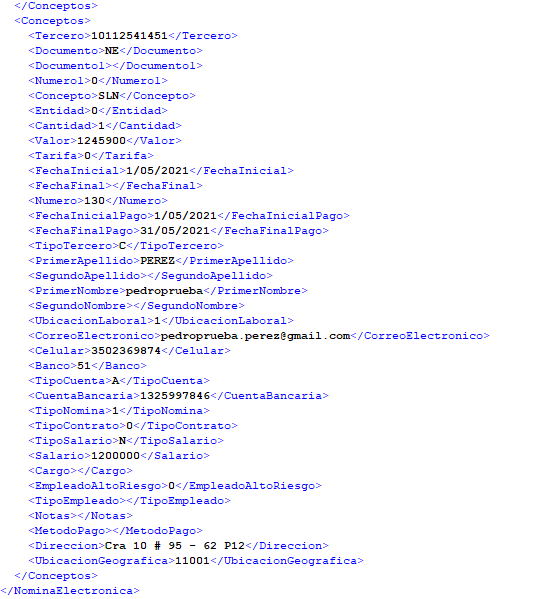 </Conceptos>
<Conceptos>
<Tercero>10112541451</Tercero>
<Documento>NE</Documento>
<Documento1></Documento1>
<Numero1>0</Numero1>
<Concepto>SLN</Concepto>
<Entidad>0</Entidad>
<Cantidad>1</Cantidad>
<Valor>1245900</Valor>
<Tarifa>0</Tarifa>
<FechaInicial>1/05/2021</FechaInicial>
<FechaFinal></FechaFinal>
<Numero>130</Numero>
<FechaInicialPago>1/05/2021</FechaInicialPago>
<FechaFinalPago>31/05/2021</FechaFinalPago>
<TipoTercero>C</TipoTercero>
<PrimerApellido>PEREZ</PrimerApellido>
<SegundoApellido></SegundoApellido>
<PrimerNombre>pedroprueba</PrimerNombre>
<SegundoNombre></SegundoNombre>
<UbicacionLaboral>1</UbicacionLaboral>
<CorreoElectronico>pedroprueba.perez@gmail.com</CorreoElectronico>
<Celular>3502369874</Celular>
<Banco>51</Banco>
<TipoCuenta>A</TipoCuenta>
<CuentaBancaria>1325997846</CuentaBancaria>
<TipoNomina>1</TipoNomina>
<TipoContrato>0</TipoContrato>
<TipoSalario>N</TipoSalario>
<Salario>1200000</Salario>
<Cargo></Cargo>
<EmpleadoAltoRiesgo>0</EmpleadoAltoRiesgo>
<TipoEmpleado></TipoEmpleado>
<Notas></Notas>
<MetodoPago></MetodoPago>
<Direccion>Cra 10 # 95 - 62 P12</Direccion>
<UbicacionGeografica>11001</UbicacionGeografica>
</Conceptos>
</NominaElectronica>